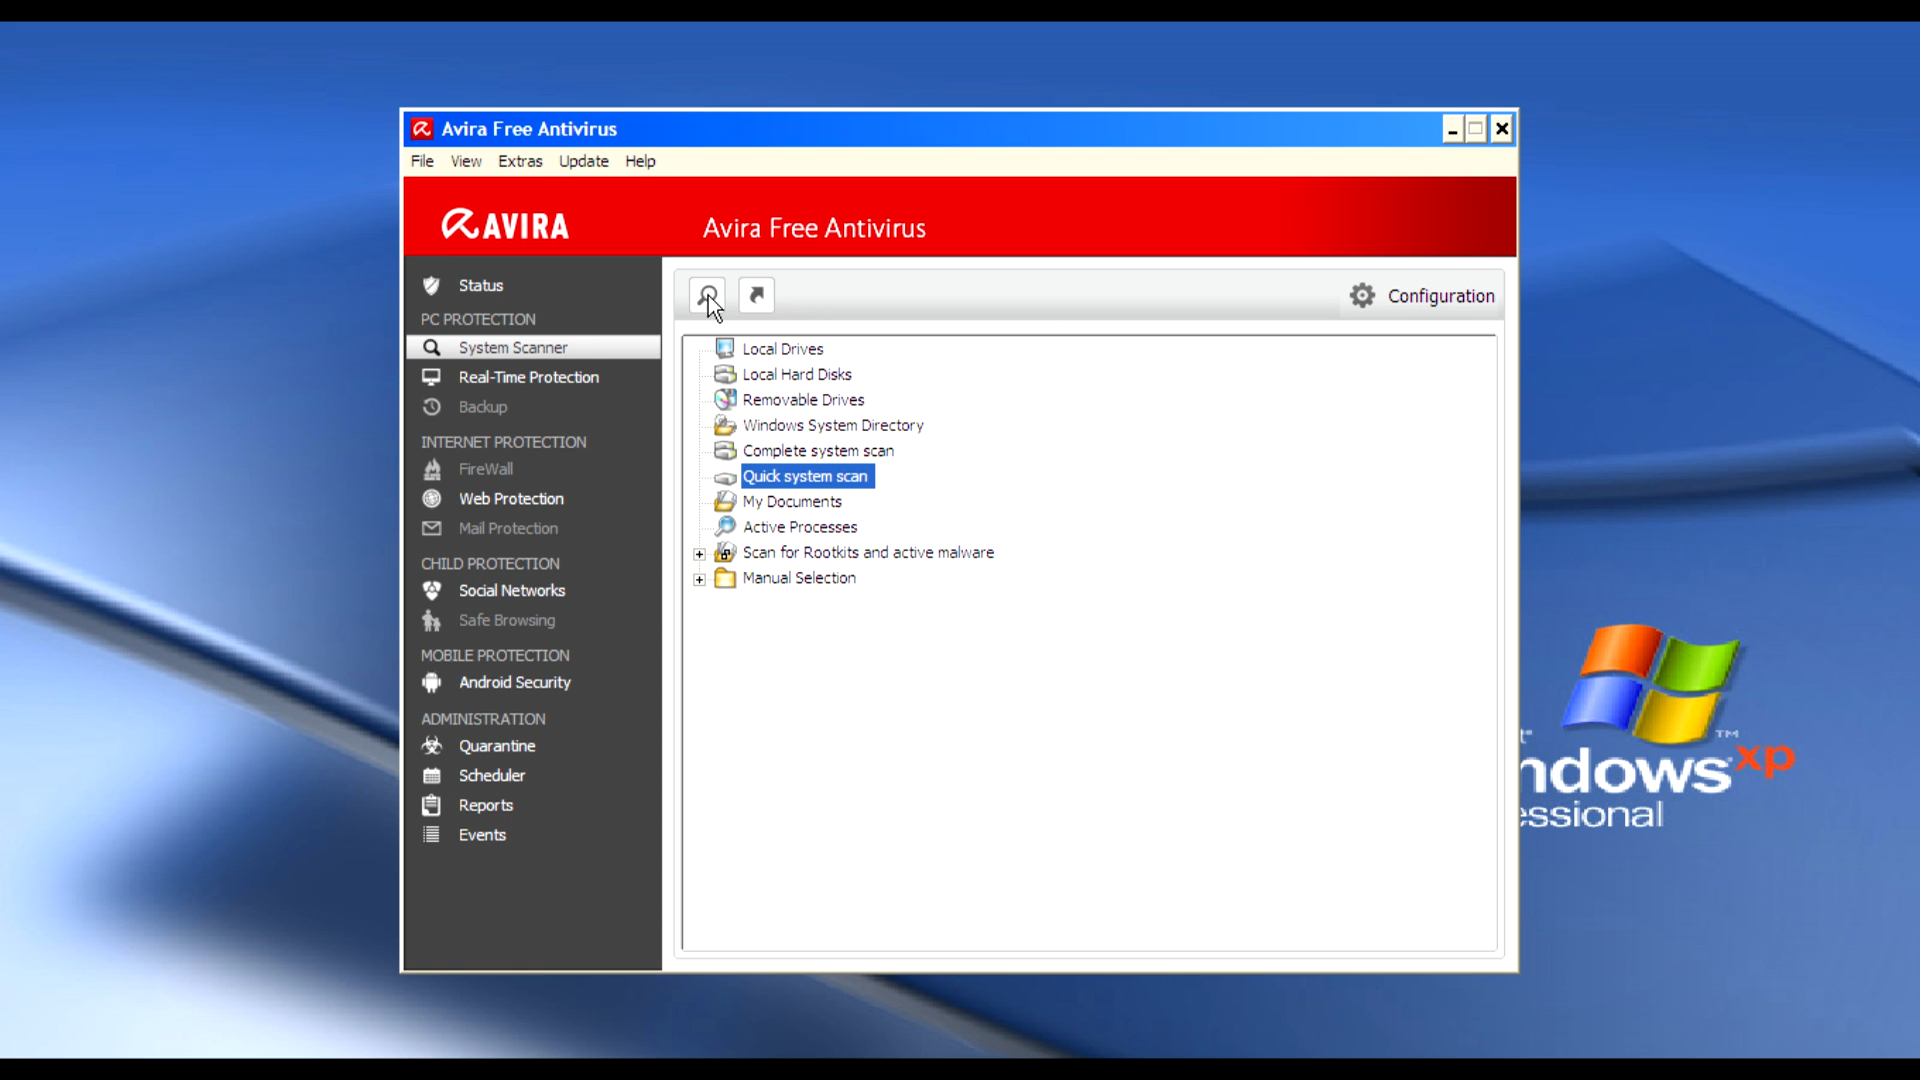 Avira Free Antivirus
File View Extras Update Help
AVIRA
Avira Free Antivirus
Status
PC PROTECTION
System Scanner
Real-Time Protection
Backup
INTERNET PROTECTION
FireWall
Web Protection
Mail Protection
CHILD PROTECTION
Social Networks
Safe Browsing
MOBILE PROTECTION
Android Security
ADMINISTRATION
Quarantine
Scheduler
Reports
Events
Configuration
Local Drives
Local Hard Disks
Removable Drives
Windows System Directory
Complete system scan
Quick system scan
My Documents
Active Processes
Scan for Rootkits and active malware
Manual Selection
t
TM
ndows xp
essional